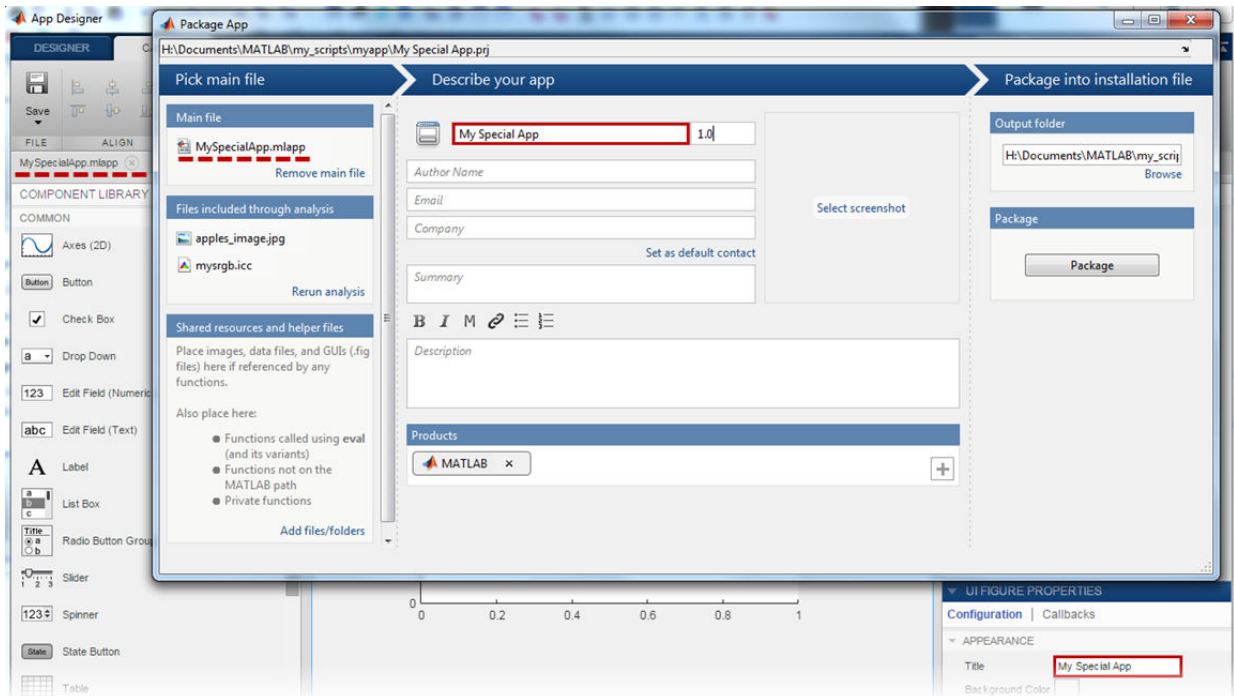 App Designer
Package App
DESIGNER
H:\Documents\MATLAB\my_scripts\myapp\My Special App.prj
Pick main file
Describe your app
Package into installation file
Save
FILE
ALIGN
MySpecialApp.mlapp
COMPONENT LIBRARY
COMMON
Axes (2D)
Button
Button
Check Box
a
Drop Down
123
Edit Field (Numeric
abc
Edit Field (Text)
A
Label
a
b
c
List Box
Title
a
b
Radio Button Grou
1 2 3
Slider
123
Spinner
State
State Button
Table
Main file
MySpecialApp.mlapp
Remove main file
Files included through analysis
apples_image.jpg
mysrgb.icc
Rerun analysis
Shared resources and helper files
Place images, data files, and GUIs (.fig
files) here if referenced by any
functions.
Also place here:
Functions called using eval
(and its variants)
Functions not on the
MATLAB path
Private functions
Add files/folders
My Special App
1.0
Author Name
Email
Company
Set as default contact
Summary
Select screenshot
B I M
Description
Products
MATLAB ×
+
Output folder
H:\Documents\MATLAB\my_scrip
Browse
Package
Package
0
0 0.2 0.4 0.6 0.8 1
UI FIGURE PROPERTIES
Configuration | Callbacks
APPEARANCE
Title
My Special App
Background Color